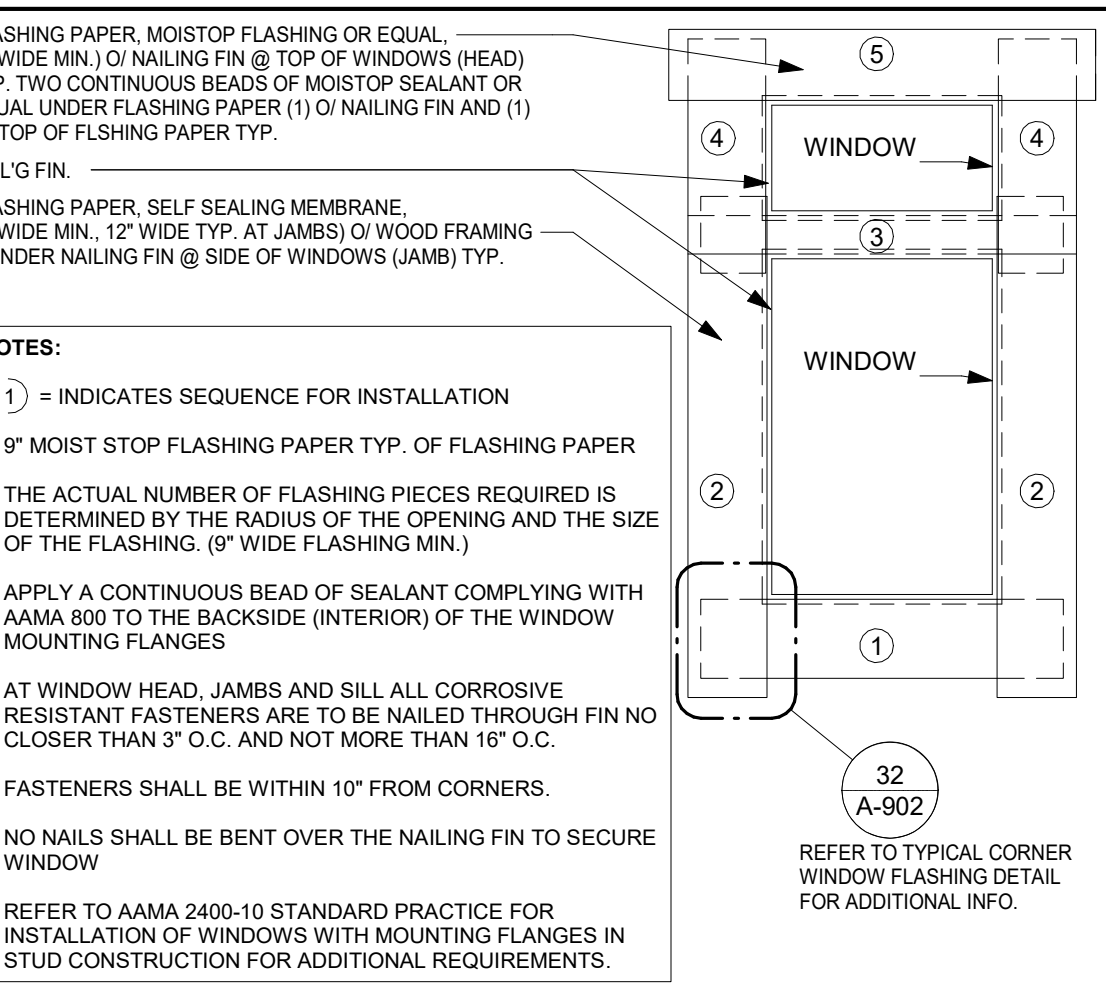 ASHING PAPER, MOISTOP FLASHING OR EQUAL,
WIDE MIN.) O/ NAILING FIN @ TOP OF WINDOWS (HEAD)
P. TWO CONTINUOUS BEADS OF MOISTOP SEALANT OR
UAL UNDER FLASHING PAPER (1) O/ NAILING FIN AND (1)
TOP OF FLSHING PAPER TYP.
L'G FIN.
ASHING PAPER, SELF SEALING MEMBRANE,
WIDE MIN., 12" WIDE TYP. AT JAMBS) O/ WOOD FRAMING
NDER NAILING FIN @ SIDE OF WINDOWS (JAMB) TYP.
OTES:
1 = INDICATES SEQUENCE FOR INSTALLATION
9" MOIST STOP FLASHING PAPER TYP. OF FLASHING PAPER
THE ACTUAL NUMBER OF FLASHING PIECES REQUIRED IS
DETERMINED BY THE RADIUS OF THE OPENING AND THE SIZE
OF THE FLASHING. (9" WIDE FLASHING MIN.)
APPLY A CONTINUOUS BEAD OF SEALANT COMPLYING WITH
AAMA 800 TO THE BACKSIDE (INTERIOR) OF THE WINDOW
MOUNTING FLANGES
AT WINDOW HEAD, JAMBS AND SILL ALL CORROSIVE
RESISTANT FASTENERS ARE TO BE NAILED THROUGH FIN NO
CLOSER THAN 3" O.C. AND NOT MORE THAN 16" O.C.
FASTENERS SHALL BE WITHIN 10" FROM CORNERS.
NO NAILS SHALL BE BENT OVER THE NAILING FIN TO SECURE
WINDOW
REFER TO AAMA 2400-10 STANDARD PRACTICE FOR
INSTALLATION OF WINDOWS WITH MOUNTING FLANGES IN
STUD CONSTRUCTION FOR ADDITIONAL REQUIREMENTS.
5
4
WINDOW
4
3
WINDOW
2
2
1
32
A-902
REFER TO TYPICAL CORNER
WINDOW FLASHING DETAIL
FOR ADDITIONAL INFO.